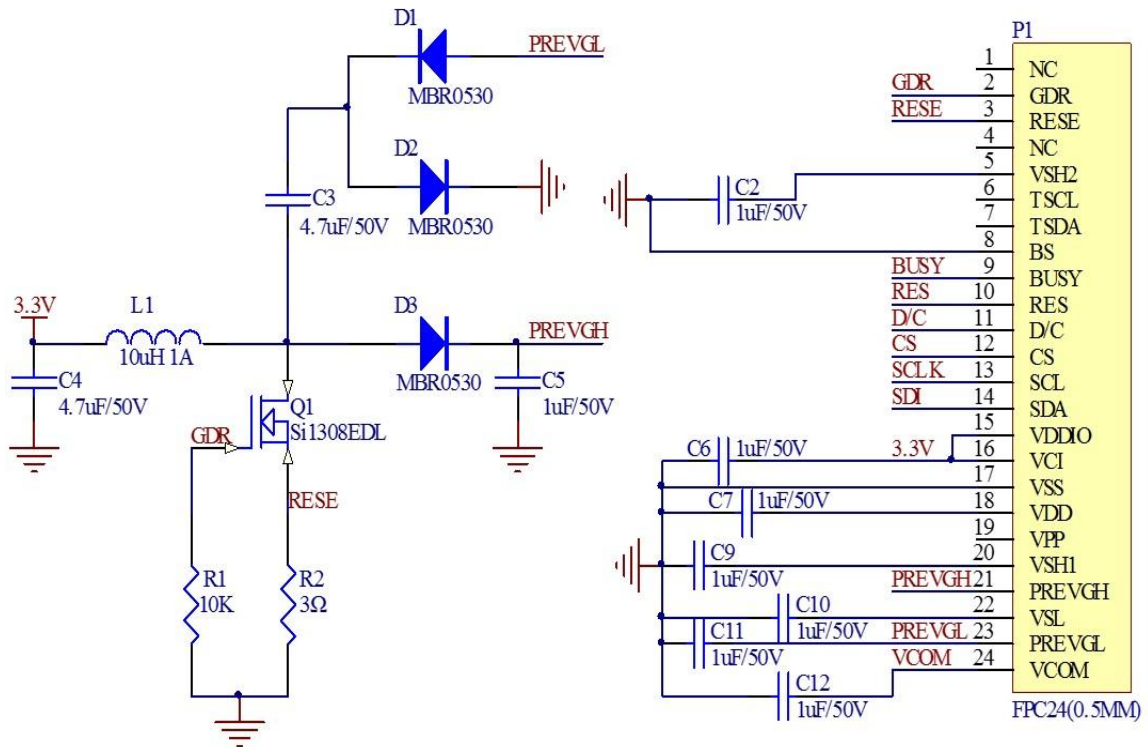 D1
PREVGL
MBR0530
D2
MBR0530
C3
4.7uF/50V
3.3V
L1
10uH 1A
D3
PREVGH
MBR0530
C4
4.7uF/50V
C5
1uF/50V
Q1
Si1308EDL
GDR
RESE
R1
10K
R2
3Ω
P1
1 NC
GDR 2 GDR
RESE 3 RESE
4 NC
5 VSH2
C2
1uF/50V
6 TSCL
7 TSDA
8 BS
BUSY 9 BUSY
RES 10 RES
D/C 11 D/C
CS 12 CS
SCLK 13 SCL
SDI 14 SDA
15 VDDIO
C6 1uF/50V 3.3V 16 VCI
17 VSS
C7 1uF/50V 18 VDD
19 VPP
C9 20 VSH1
1uF/50V
PREVGH 21 PREVGH
C10 22 VSL
1uF/50V
C11 PREVGL 23 PREVGL
1uF/50V
VCOM 24 VCOM
C12
1uF/50V
FPC24(0.5MM)